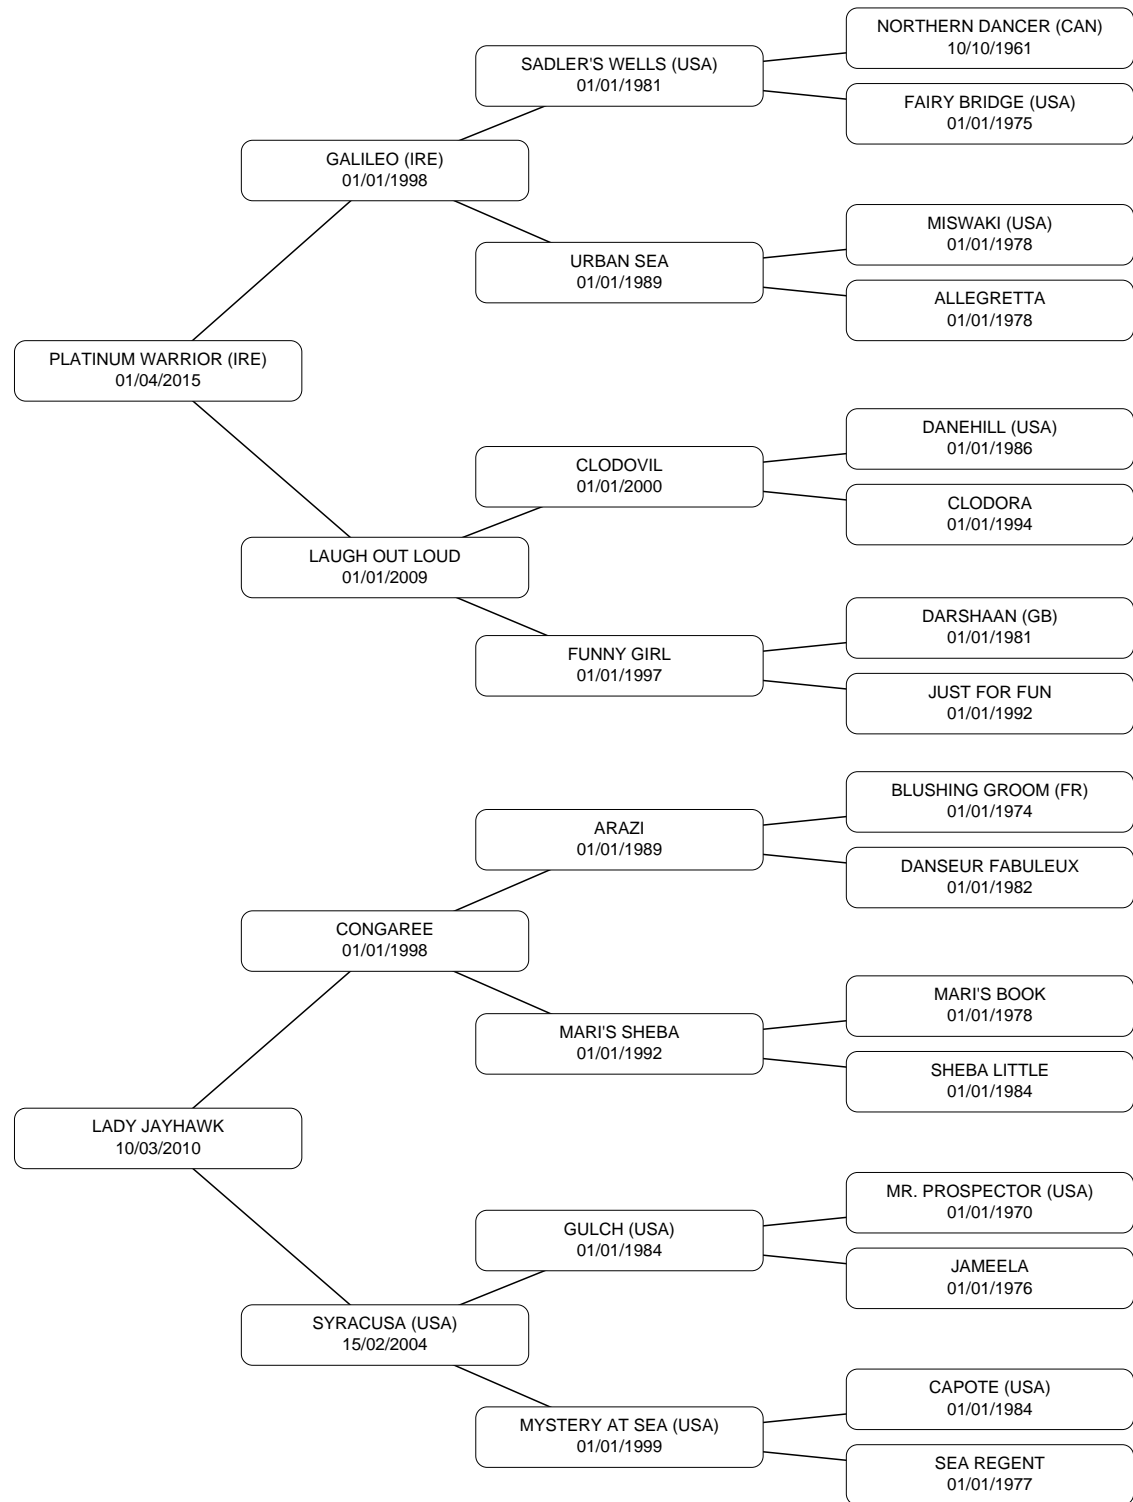 NORTHERN DANCER (CAN)
10/10/1961
SADLER'S WELLS (USA)
01/01/1981
FAIRY BRIDGE (USA)
01/01/1975
GALILEO (IRE)
01/01/1998
MISWAKI (USA)
01/01/1978
URBAN SEA
01/01/1989
ALLEGRETTA
01/01/1978
PLATINUM WARRIOR (IRE)
01/04/2015
DANEHILL (USA)
01/01/1986
CLODOVIL
01/01/2000
CLODORA
01/01/1994
LAUGH OUT LOUD
01/01/2009
DARSHAAN (GB)
01/01/1981
FUNNY GIRL
01/01/1997
JUST FOR FUN
01/01/1992
BLUSHING GROOM (FR)
01/01/1974
ARAZI
01/01/1989
DANSEUR FABULEUX
01/01/1982
CONGAREE
01/01/1998
MARI'S BOOK
01/01/1978
MARI'S SHEBA
01/01/1992
SHEBA LITTLE
01/01/1984
LADY JAYHAWK
10/03/2010
MR. PROSPECTOR (USA)
01/01/1970
GULCH (USA)
01/01/1984
JAMEELA
01/01/1976
SYRACUSA (USA)
15/02/2004
CAPOTE (USA)
01/01/1984
MYSTERY AT SEA (USA)
01/01/1999
SEA REGENT
01/01/1977